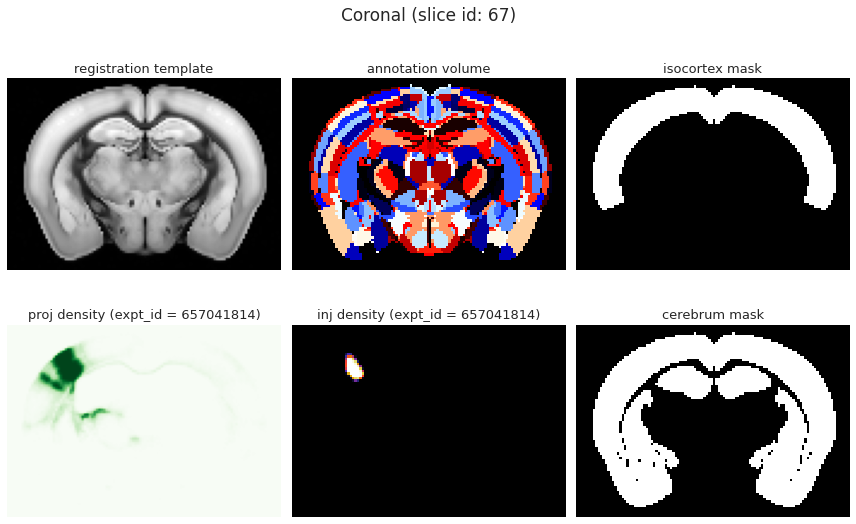 Coronal (slice id: 67)
registration template
annotation volume
isocortex mask
proj density (expt_id = 657041814)
inj density (expt_id = 657041814)
cerebrum mask